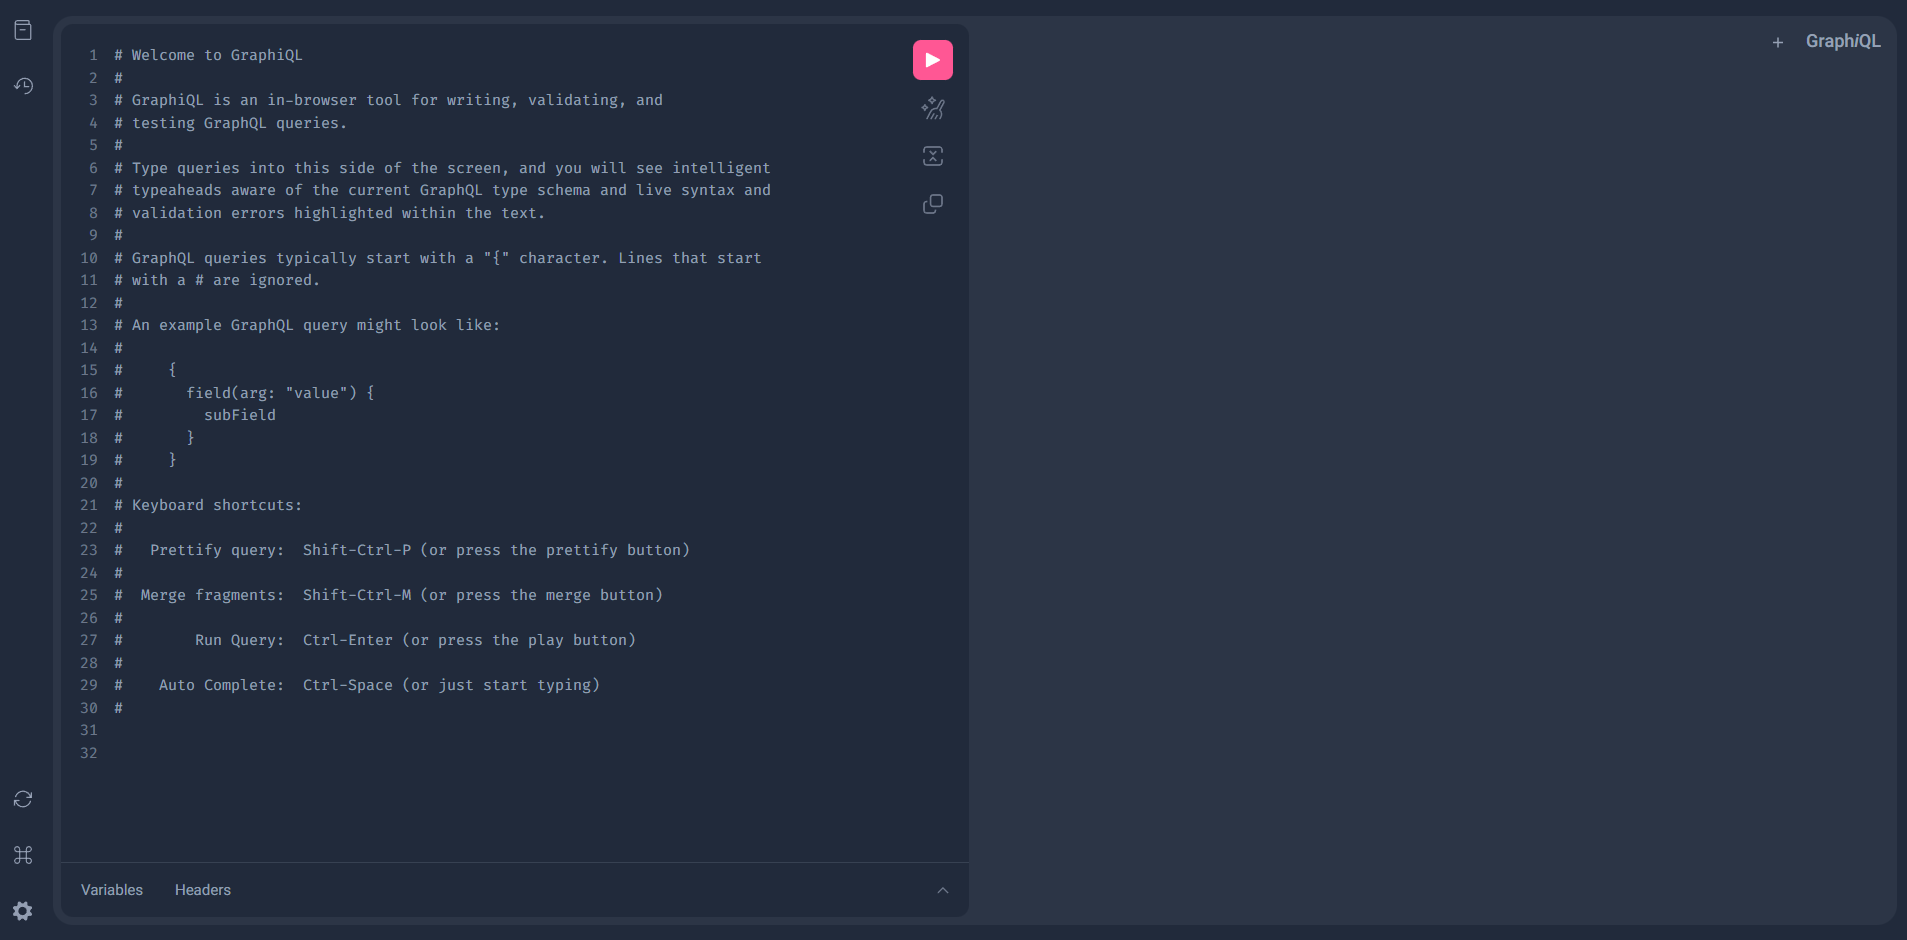 1 # Welcome to GraphiQL
2 #
3 # GraphiQL is an in-browser tool for writing, validating, and
4 # testing GraphQL queries.
5 #
6 # Type queries into this side of the screen, and you will see intelligent
7 # typeaheads aware of the current GraphQL type schema and live syntax and
8 # validation errors highlighted within the text.
9 #
10 # GraphQL queries typically start with a "{" character. Lines that start
11 # with a # are ignored.
12 #
13 # An example GraphQL query might look like:
14 #
15 #     {
16 #       field(arg: "value") {
17 #         subField
18 #       }
19 #     }
20 #
21 # Keyboard shortcuts:
22 #
23 #   Prettify query:  Shift-Ctrl-P (or press the prettify button)
24 #
25 #  Merge fragments:  Shift-Ctrl-M (or press the merge button)
26 #
27 #        Run Query:  Ctrl-Enter (or press the play button)
28 #
29 #    Auto Complete:  Ctrl-Space (or just start typing)
30 #
31
32
Variables Headers
+ GraphiQL